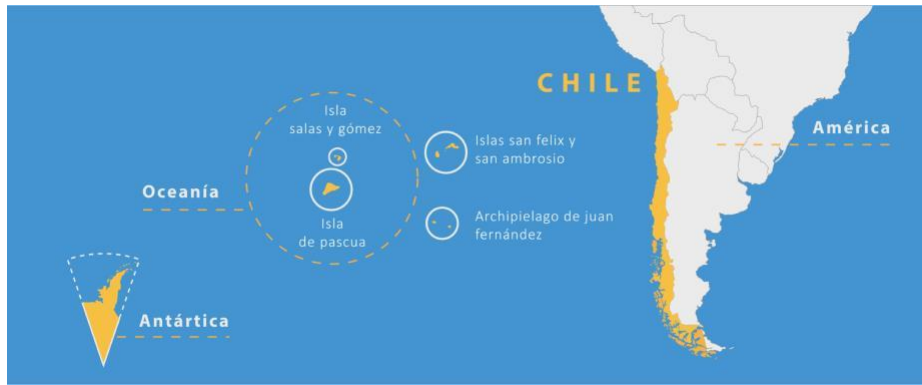 CHILE
Isla
salas y gómez
Islas san felix y
san ambrosio
América
Oceanía
Isla
de pascua
Archipielago de juan
fernández
Antártica